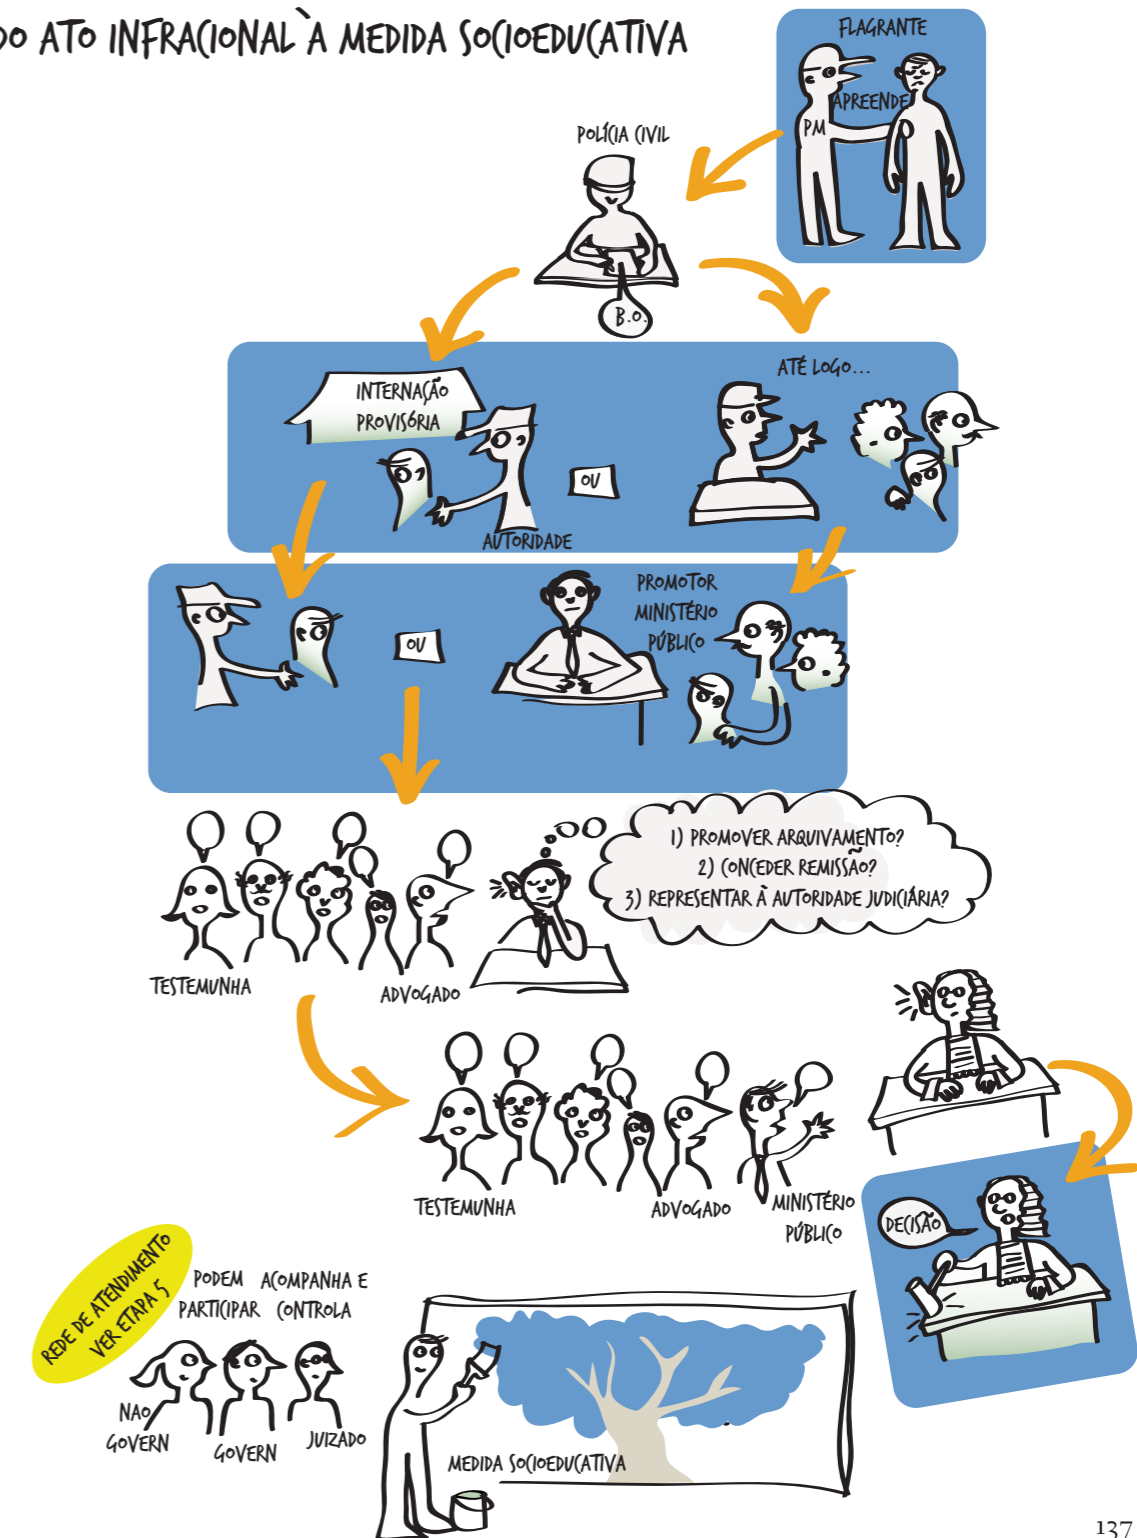 DO ATO INFRACIONAL À MEDIDA SOCIOEDUCATIVA
FLAGRANTE
APREENDE
PM
POLÍCIA CIVIL
B.O.
INTERNAÇÃO
PROVISÓRIA
AUTORIDADE
OU
ATÉ LOGO...
OU
PROMOTOR
MINISTÉRIO
PÚBLICO
1) PROMOVER ARQUIVAMENTO?
2) CONCEDER REMISSÃO?
3) REPRESENTAR À AUTORIDADE JUDICIÁRIA?
TESTEMUNHA
ADVOGADO
TESTEMUNHA
ADVOGADO
MINISTÉRIO
PÚBLICO
DECISÃO
REDE DE ATENDIMENTO
VER ETAPA 5
PODEM ACOMPANHA E
PARTICIPAR CONTROLA
NAO
GOVERN
GOVERN
JUIZADO
MEDIDA SOCIOEDUCATIVA
137